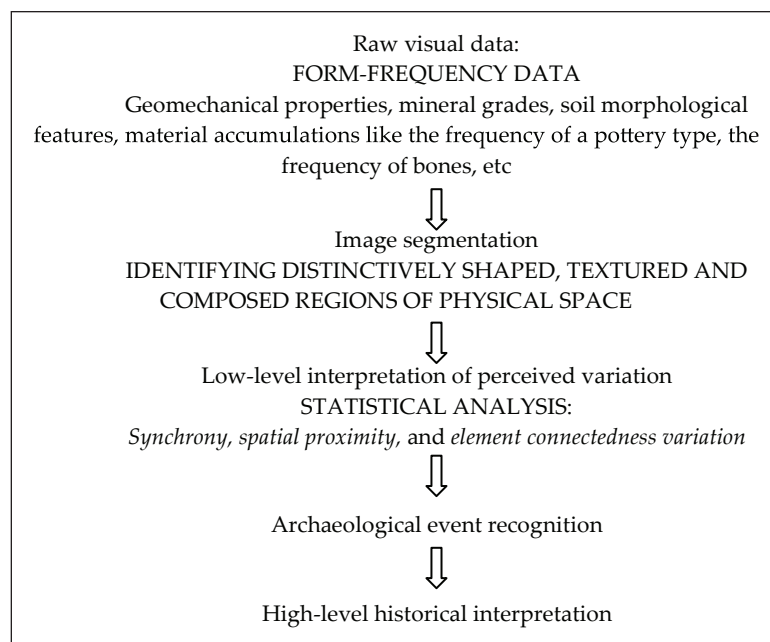 Raw visual data:
FORM-FREQUENCY DATA
Geomechanical properties, mineral grades, soil morphological
features, material accumulations like the frequency of a pottery type, the
frequency of bones, etc
Image segmentation
IDENTIFYING DISTINCTIVELY SHAPED, TEXTURED AND
COMPOSED REGIONS OF PHYSICAL SPACE
Low-level interpretation of perceived variation
STATISTICAL ANALYSIS:
Synchrony, spatial proximity, and element connectedness variation
Archaeological event recognition
High-level historical interpretation